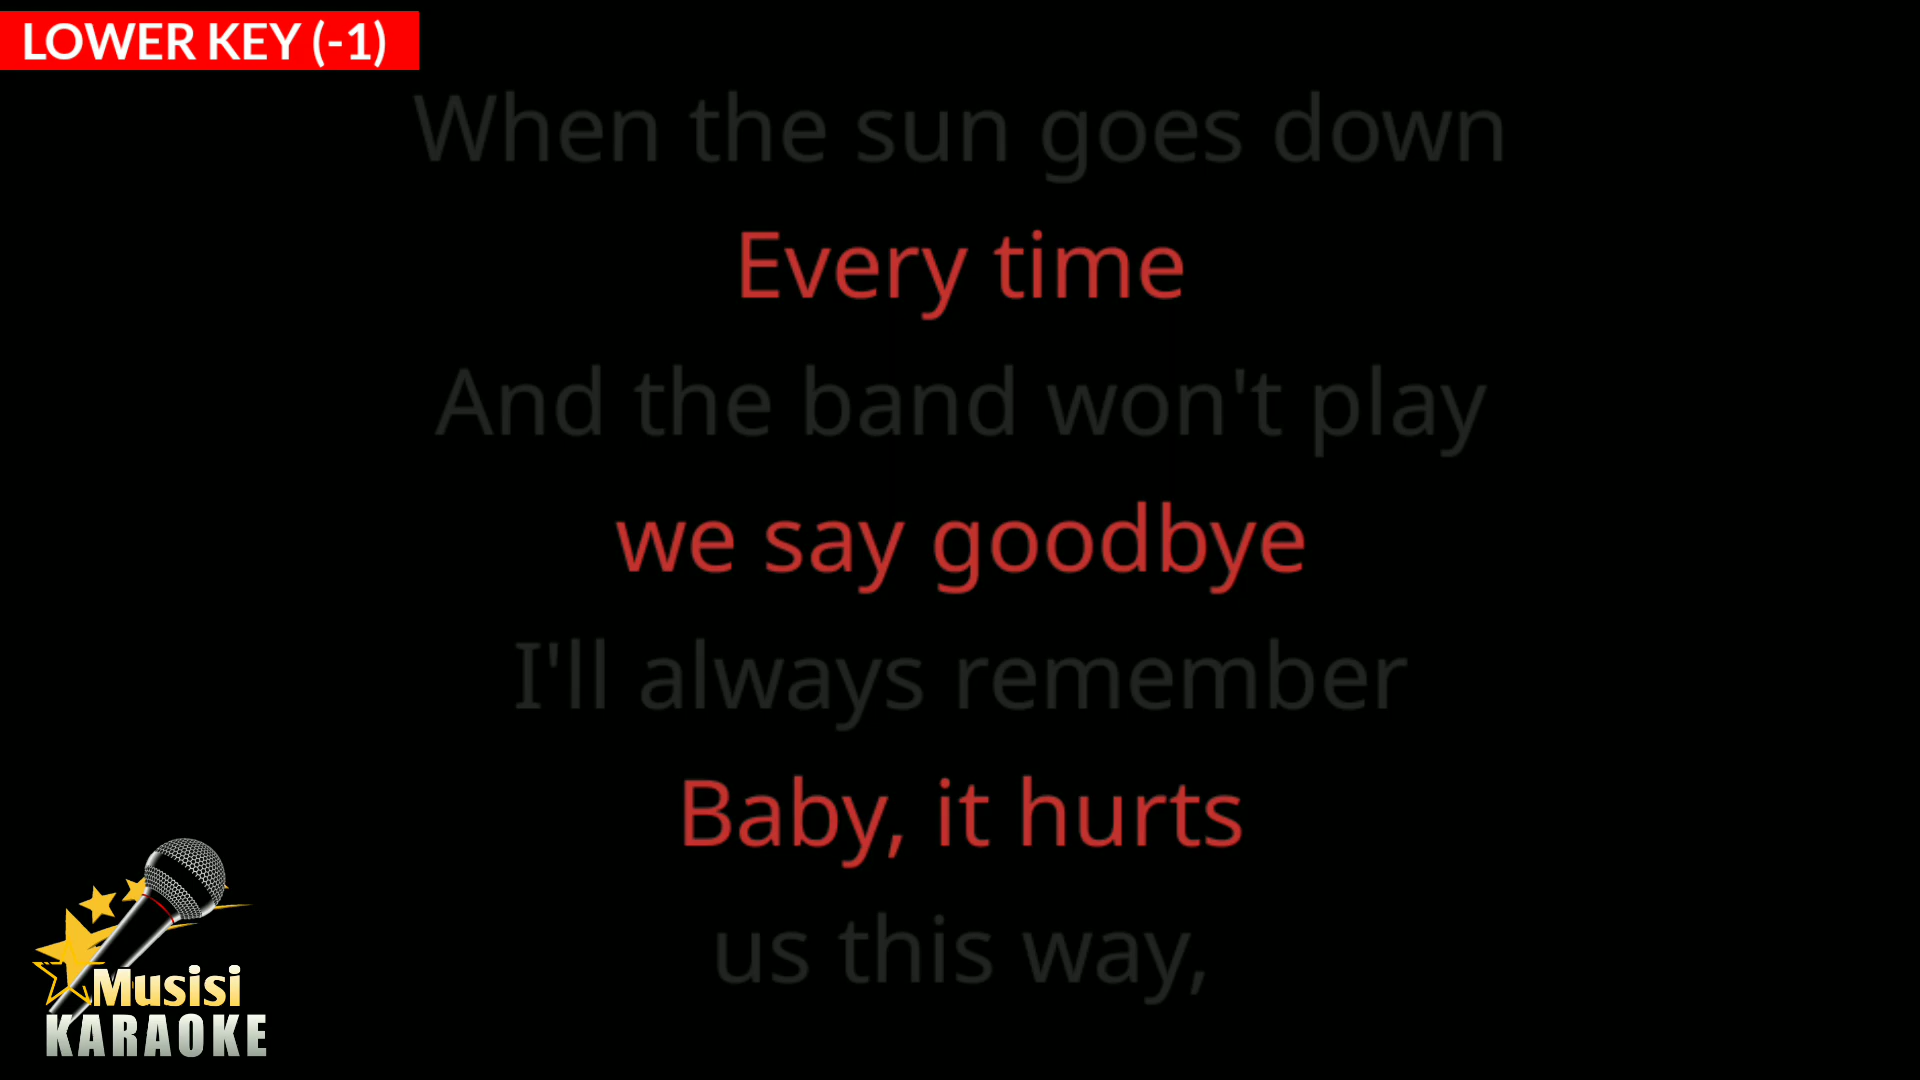 LOWER KEY (-1)
When the sun goes down
Every time
And the band won't play
we say goodbye
I'll always remember
Baby, it hurts
us this way,
Musisi
KARAOKE